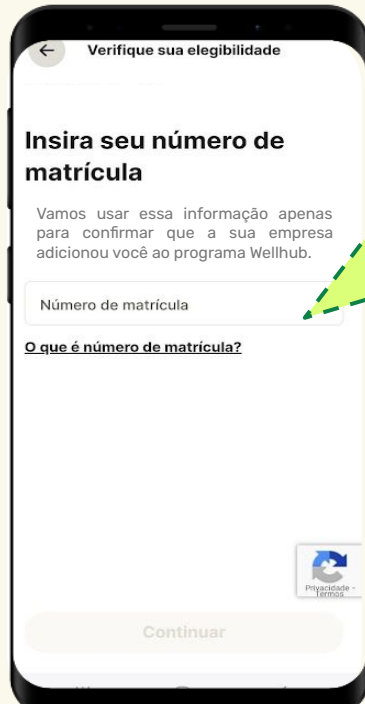 Verifique sua elegibilidade
Insira seu número de
matrícula
Vamos usar essa informação apenas
para confirmar que a sua empresa
adicionou você ao programa Wellhub.
Número de matrícula
O que é número de matrícula?
Privacidade -
Termos
Continuar